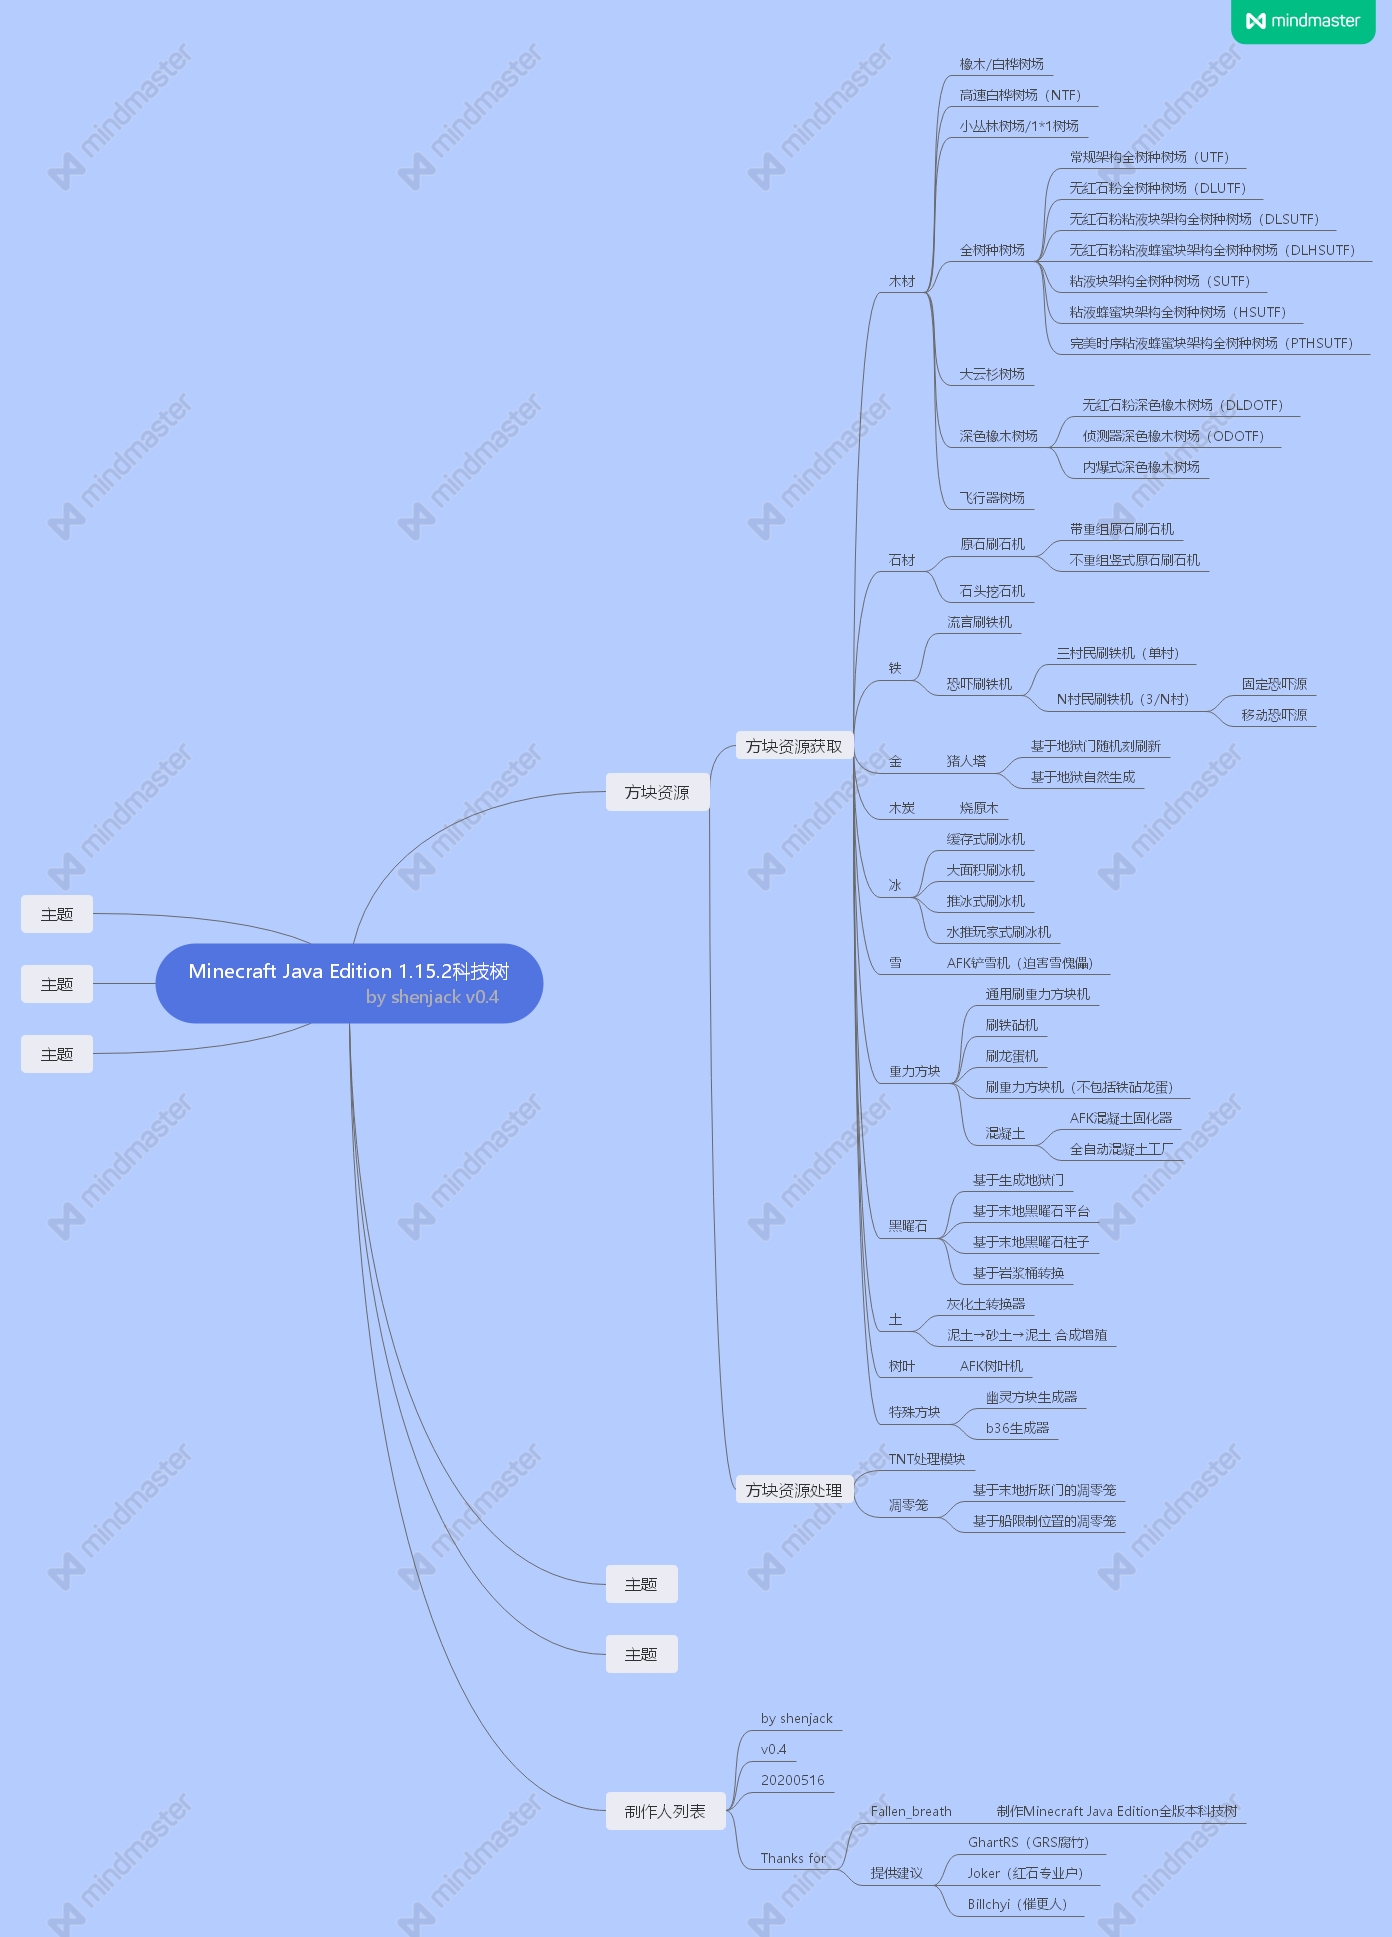 mindmaster
橡木/白桦树场
高速白桦树场（NTF）
小丛林树场/1*1树场
常规架构全树种树场（UTF）
无红石粉全树种树场（DLUTF）
无红石粉粘液块架构全树种树场（DLSUTF）
全树种树场
无红石粉粘液蜂蜜块架构全树种树场（DLHSUTF）
木材
粘液块架构全树种树场（SUTF）
粘液蜂蜜块架构全树种树场（HSUTF）
完美时序粘液蜂蜜块架构全树种树场（PTHSUTF）
大云杉树场
无红石粉深色橡木树场（DLDOTF）
深色橡木树场
侦测器深色橡木树场（ODOTF）
内爆式深色橡木树场
飞行器树场
石材
原石刷石机
带重组原石刷石机
不重组竖式原石刷石机
石头挖石机
铁
流言刷铁机
恐吓刷铁机
三村民刷铁机（单村）
N村民刷铁机（3/N村）
固定恐吓源
移动恐吓源
方块资源获取
金
猪人塔
基于地狱门随机刻刷新
基于地狱自然生成
方块资源
木炭
烧原木
冰
缓存式刷冰机
大面积刷冰机
推冰式刷冰机
水推玩家式刷冰机
雪
AFK铲雪机（迫害雪傀儡）
主题
主题
主题
Minecraft Java Edition 1.15.2科技树
by shenjack v0.4
重力方块
通用刷重力方块机
刷铁砧机
刷龙蛋机
刷重力方块机（不包括铁砧龙蛋）
混凝土
AFK混凝土固化器
全自动混凝土工厂
黑曜石
基于生成地狱门
基于末地黑曜石平台
基于末地黑曜石柱子
基于岩浆桶转换
土
灰化土转换器
泥土→砂土→泥土 合成增殖
树叶
AFK树叶机
特殊方块
幽灵方块生成器
b36生成器
方块资源处理
TNT处理模块
凋零笼
基于末地折跃门的凋零笼
基于船限制位置的凋零笼
主题
主题
制作人列表
by shenjack
v0.4
20200516
Thanks for
Fallen_breath
制作Minecraft Java Edition全版本科技树
提供建议
GhartRS（GRS腐竹）
Joker（红石专业户）
Billchyi（催更人）